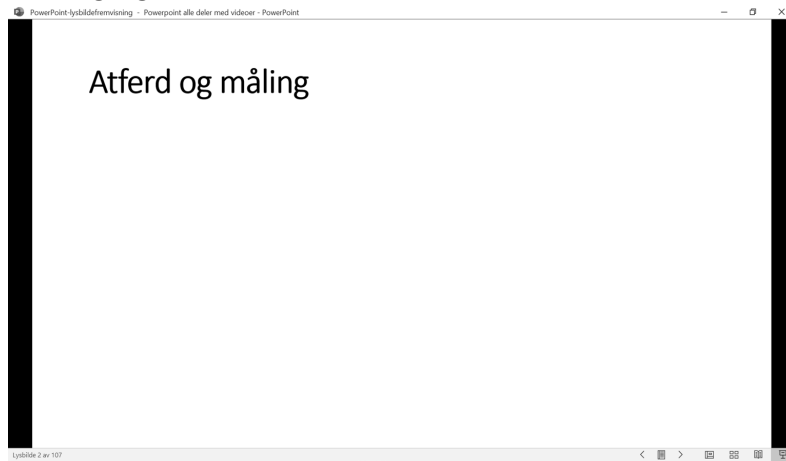 PowerPoint-lysbildefremvisning - Powerpoint alle deler med videoer - PowerPoint
Atferd og måling
Lysbilde 2 av 107